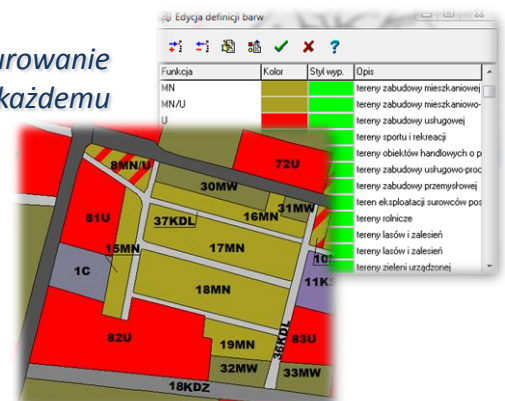 Edycja definicji barw
urowanie
każdemu
Funkcja Kolor Styl wyp. Opis
MN tereny zabudowy mieszkaniowej
MN/U tereny zabudowy mieszkaniowo-
U tereny zabudowy usługowej
tereny sportu i rekreacji
tereny obiektów handlowych o p
tereny zabudowy usługowo-proc
tereny zabudowy przemysłowej
teren eksploatacji surowców pos
tereny rolnicze
tereny lasów i zalesień
tereny lasów i zalesień
tereny zieleni urządzonej
8MN/U
72U
30MW
31MW
81U
37KDL
16MN
15MN
17MN
1C
18MN
82U
19MN
36KDL
83U
32MW
33MW
18KDZ